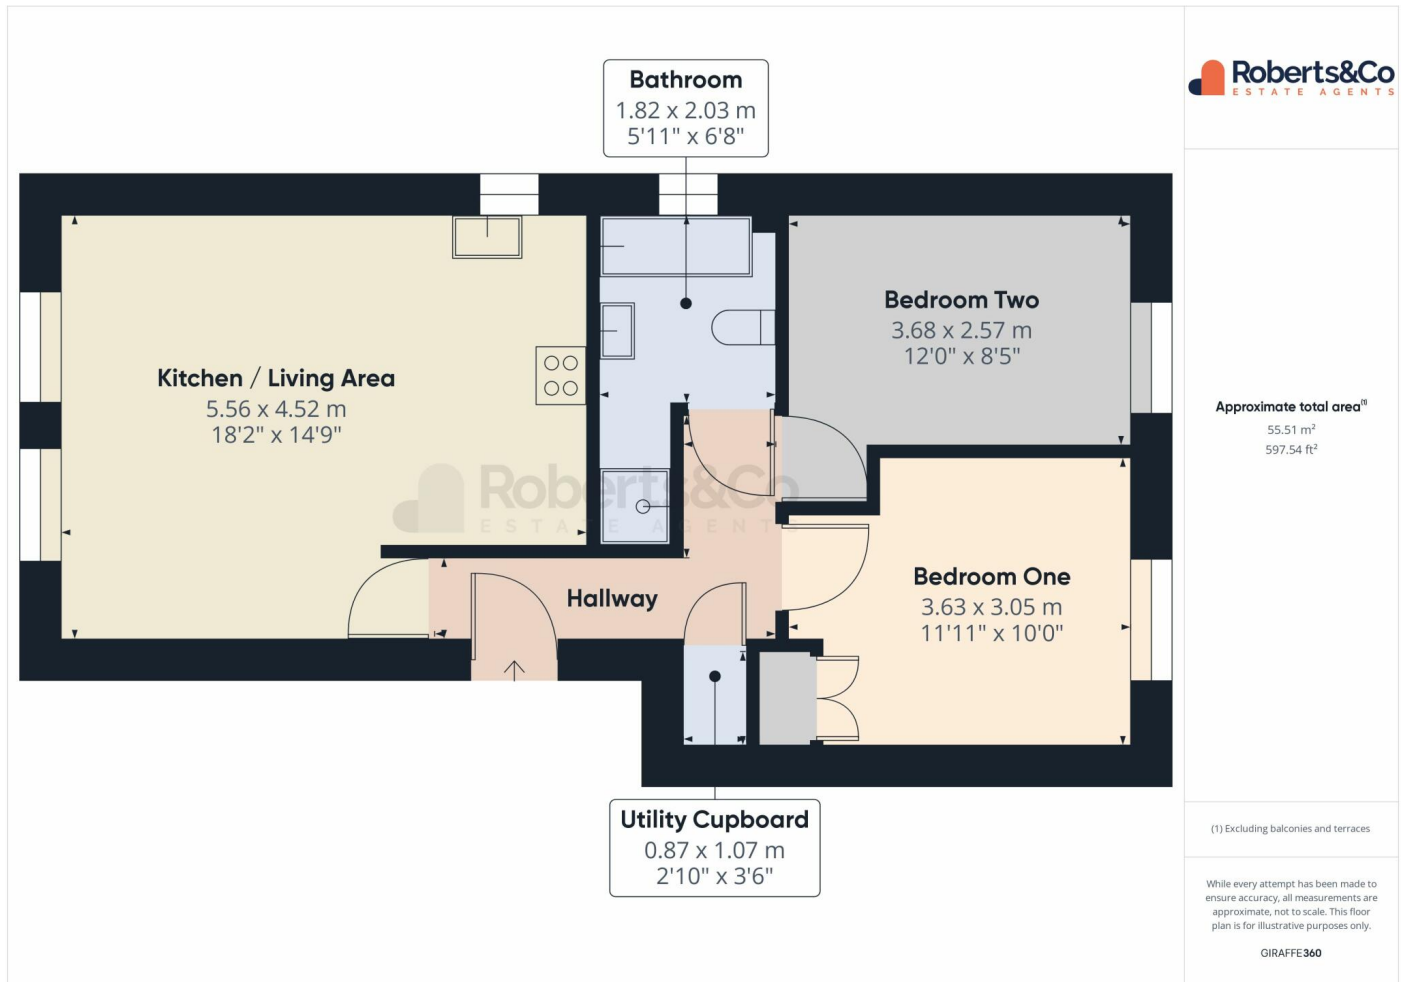 Bathroom
1.82 x 2.03 m
5'11" x 6'8"
Kitchen / Living Area
5.56 x 4.52 m
18'2" x 14'9"
Bedroom Two
3.68 x 2.57 m
12'0" x 8'5"
Roberts&Co
ESTATE AGENTS
Hallway
Bedroom One
3.63 x 3.05 m
11'11" x 10'0"
Utility Cupboard
0.87 x 1.07 m
2'10" x 3'6"
Roberts&Co
ESTATE AGENTS
Approximate total area(1)
55.51 m²
597.54 ft²
(1) Excluding balconies and terraces
While every attempt has been made to
ensure accuracy, all measurements are
approximate, not to scale. This floor
plan is for illustrative purposes only.
GIRAFFE360